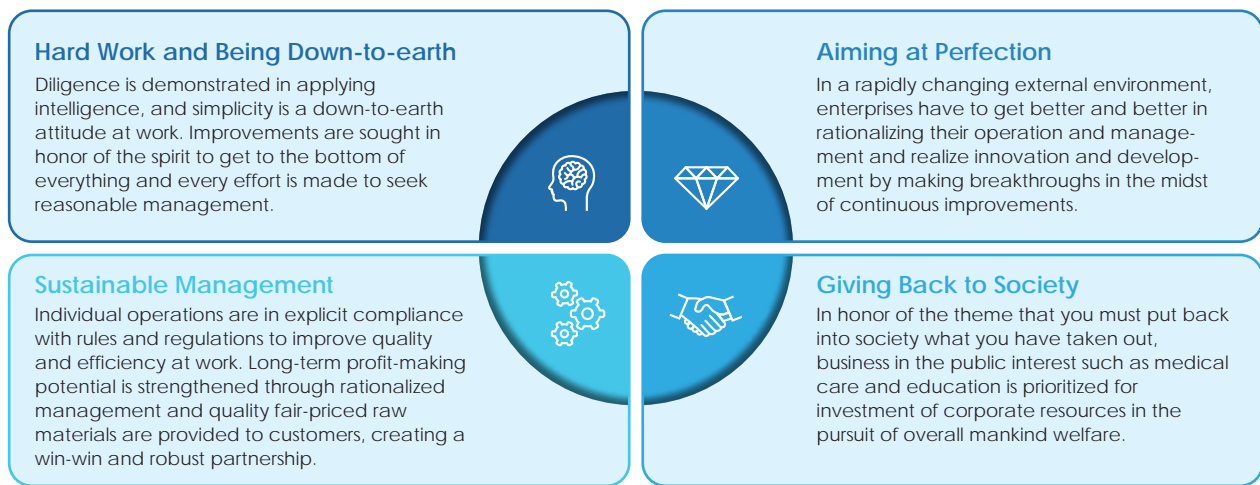 Hard Work and Being Down-to-earth
Diligence is demonstrated in applying
intelligence, and simplicity is a down-to-earth
attitude at work. Improvements are sought in
honor of the spirit to get to the bottom of
everything and every effort is made to seek
reasonable management.
Aiming at Perfection
In a rapidly changing external environment,
enterprises have to get better and better in
rationalizing their operation and manage-
ment and realize innovation and develop-
ment by making breakthroughs in the midst
of continuous improvements.
Sustainable Management
Individual operations are in explicit compliance
with rules and regulations to improve quality
and efficiency at work. Long-term profit-making
potential is strengthened through rationalized
management and quality fair-priced raw
materials are provided to customers, creating a
win-win and robust partnership.
Giving Back to Society
In honor of the theme that you must put back
into society what you have taken out,
business in the public interest such as medical
care and education is prioritized for
investment of corporate resources in the
pursuit of overall mankind welfare.